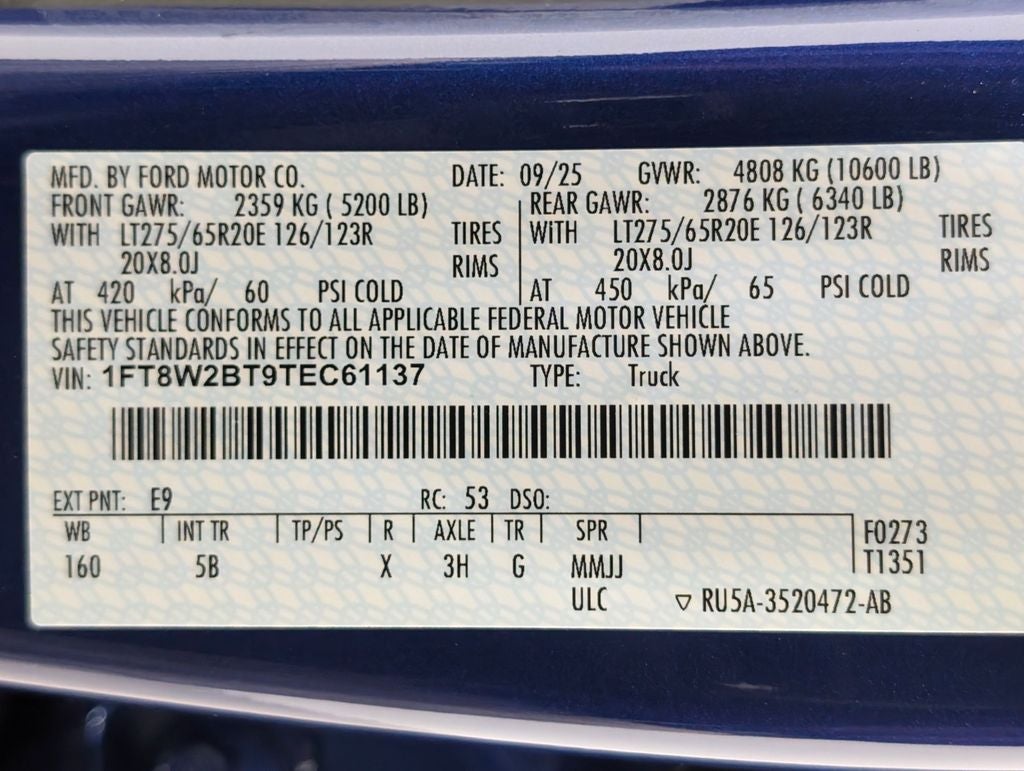 MFD. BY FORD MOTOR CO. DATE: 09/25 GVWR: 4808 KG (10600 LB)
FRONT GAWR: 2359 KG ( 5200 LB) REAR GAWR: 2876 KG ( 6340 LB)
WITH LT275/65R20E 126/123R TIRES WiTH LT275/65R20E 126/123R TIRES
20X8.0J RIMS 20X8.0J RIMS
AT 420 kPa/ 60 PSI COLD AT 450 kPa/ 65 PSI COLD
THIS VEHICLE CONFORMS TO ALL APPLICABLE FEDERAL MOTOR VEHICLE
SAFETY STANDARDS IN EFFECT ON THE DATE OF MANUFACTURE SHOWN ABOVE.
VIN: 1FT8W2BT9TEC61137 TYPE: Truck
EXT PNT: E9 RC: 53 DSO:
WB INT TR TP/PS R AXLE TR SPR F0273
160 5B X 3H G MMJJ T1351
ULC ▽ RU5A-3520472-AB